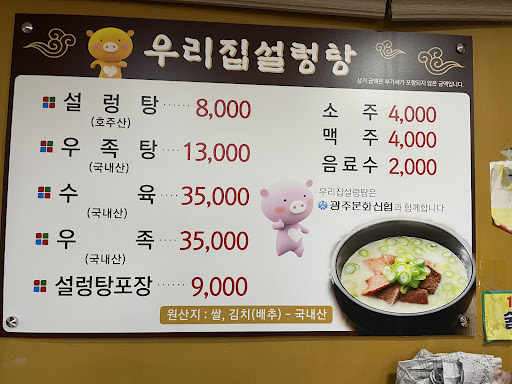 우리집설렁탕
상기 금액은 부가세가 포함되지 않은 금액입니다.
설렁탕 ······ 8,000
(호주산)
우족탕 ···· 13,000
(국내산)
수육 ···· 35,000
(국내산)
우족 ···· 35,000
(국내산)
설렁탕포장 ···· 9,000
소주 4,000
맥주 4,000
음료수 2,000
우리집설렁탕은
광주문화신협과 함께합니다.
원산지 : 쌀, 김치(배추) - 국내산